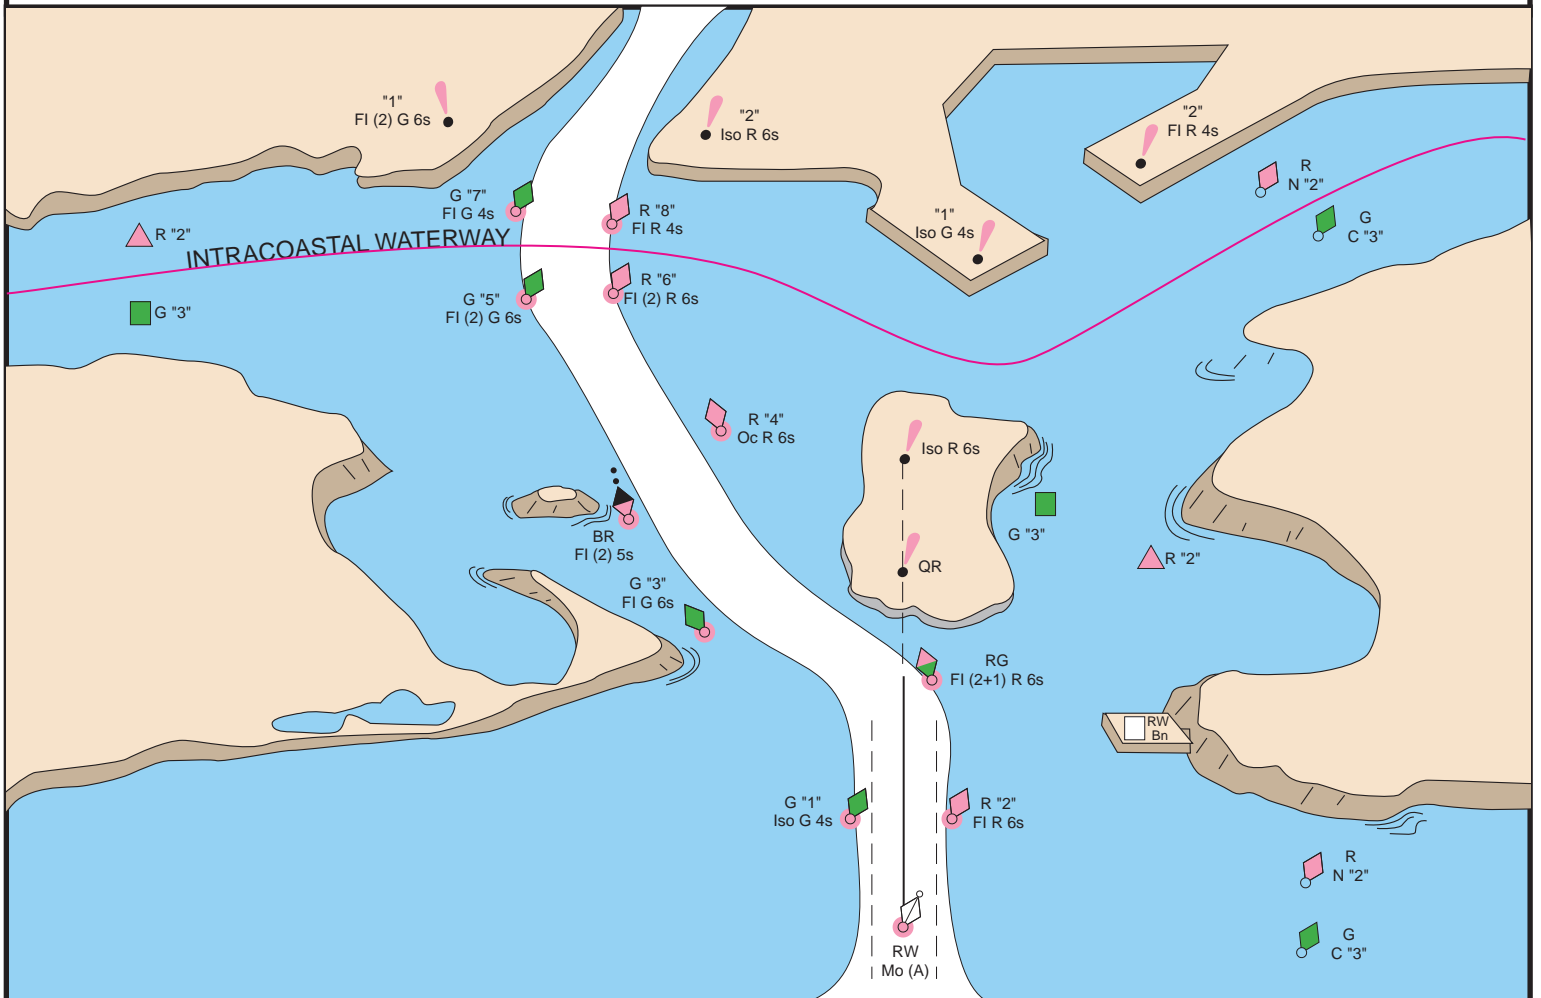 "1"
Fl (2) G 6s
"2"
Iso R 6s
"2"
Fl R 4s
R
N "2"
G "7"
Fl G 4s
R "8"
Fl R 4s
"1"
Iso G 4s
G
C "3"
R "2"
INTRACOASTAL WATERWAY
G "3"
G "5"
Fl (2) G 6s
R "6"
Fl (2) R 6s
R "4"
Oc R 6s
Iso R 6s
BR
Fl (2) 5s
G "3"
R "2"
QR
G "3"
Fl G 6s
RG
Fl (2+1) R 6s
RW
Bn
G "1"
Iso G 4s
R "2"
Fl R 6s
R
N "2"
G
C "3"
RW
Mo (A)